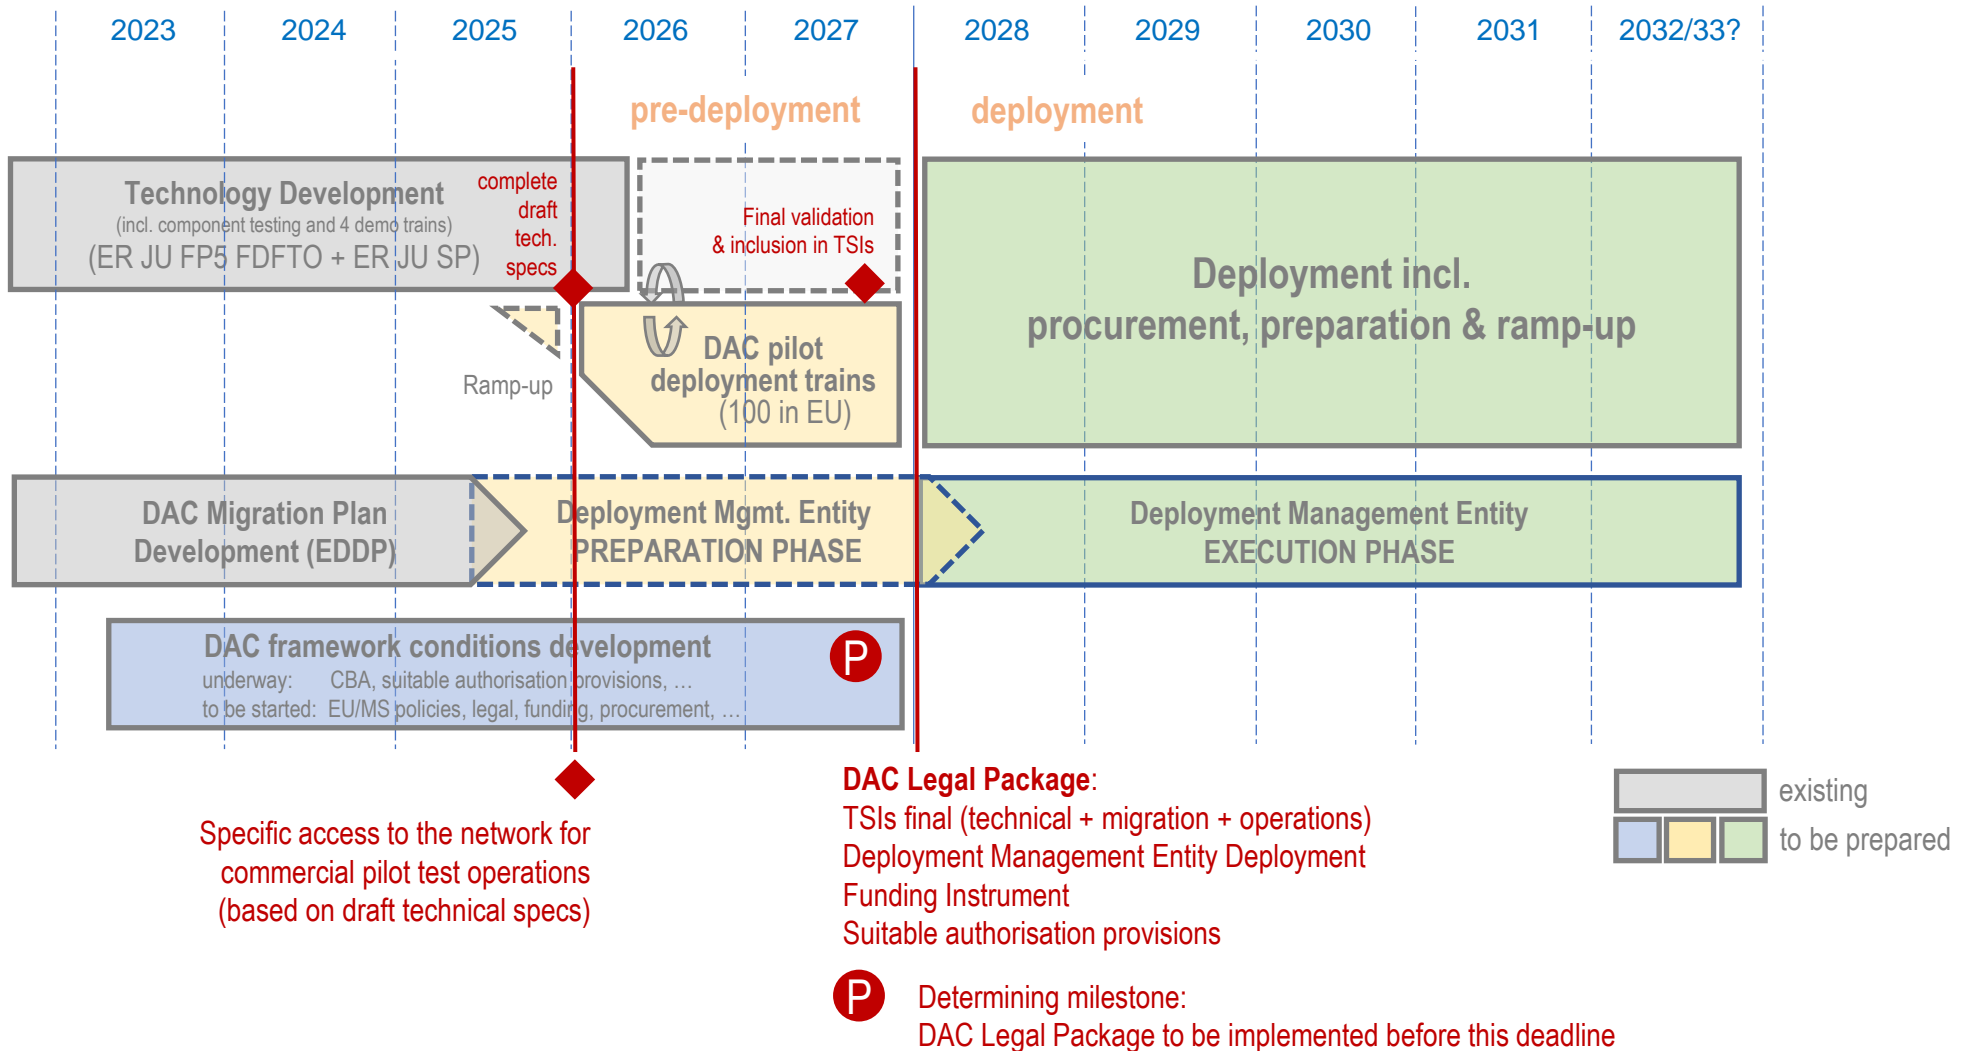 2023 2024 2025 2026 2027 2028 2029 2030 2031 2032/33?
pre-deployment deployment
Technology Development
(incl. component testing and 4 demo trains)
(ER JU FP5 FDFTO + ER JU SP)
complete
draft
tech.
specs
Final validation
& inclusion in TSIs
Deployment incl.
procurement, preparation & ramp-up
Ramp-up
DAC pilot
deployment trains
(100 in EU)
DAC Migration Plan
Development (EDDP)
Deployment Mgmt. Entity
PREPARATION PHASE
Deployment Management Entity
EXECUTION PHASE
DAC framework conditions development
underway: CBA, suitable authorisation provisions, …
to be started: EU/MS policies, legal, funding, procurement, …
P
Specific access to the network for
commercial pilot test operations
(based on draft technical specs)
DAC Legal Package:
TSIs final (technical + migration + operations)
Deployment Management Entity Deployment
Funding Instrument
Suitable authorisation provisions
existing
to be prepared
P
Determining milestone:
DAC Legal Package to be implemented before this deadline